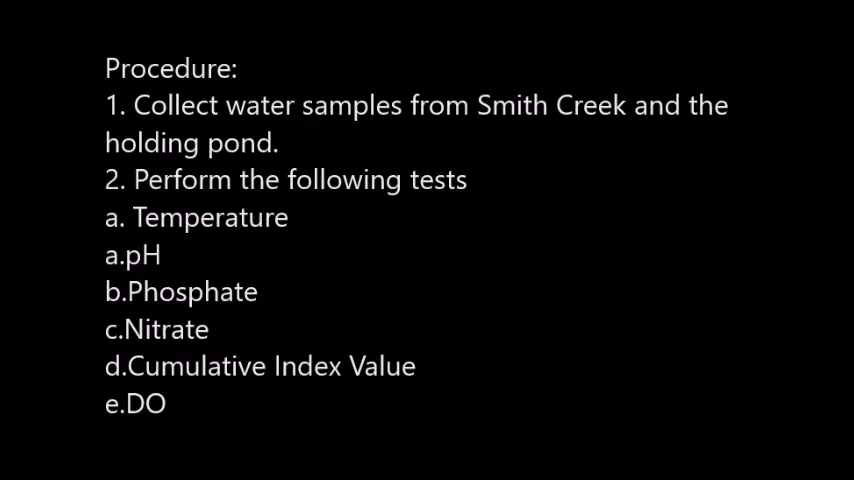 Procedure:
1. Collect water samples from Smith Creek and the
holding pond.
2. Perform the following tests
a. Temperature
a.pH
b.Phosphate
c.Nitrate
d.Cumulative Index Value
e.DO